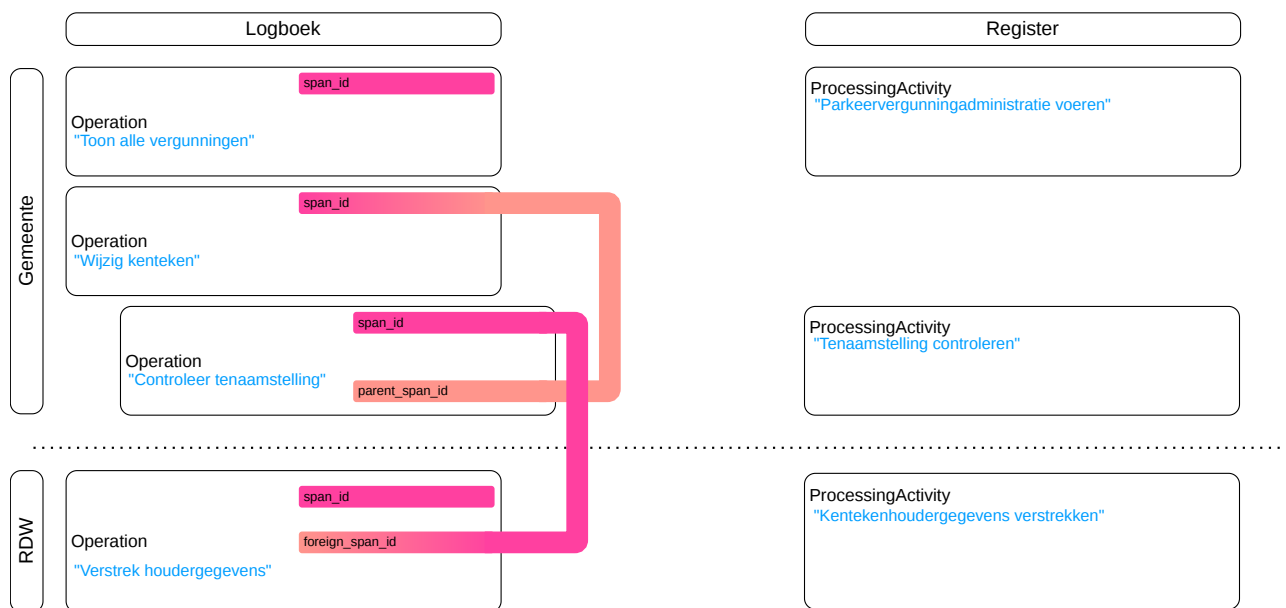 Logboek
Register
Gemeente
span_id
Operation
"Toon alle vergunningen"
ProcessingActivity
"Parkeervergunningadministratie voeren"
span_id
Operation
"Wijzig kenteken"
span_id
Operation
"Controleer tenaamstelling"
parent_span_id
ProcessingActivity
"Tenaamstelling controleren"
RDW
span_id
Operation
foreign_span_id
"Verstrek houdergegevens"
ProcessingActivity
"Kentekenhoudergegevens verstrekken"